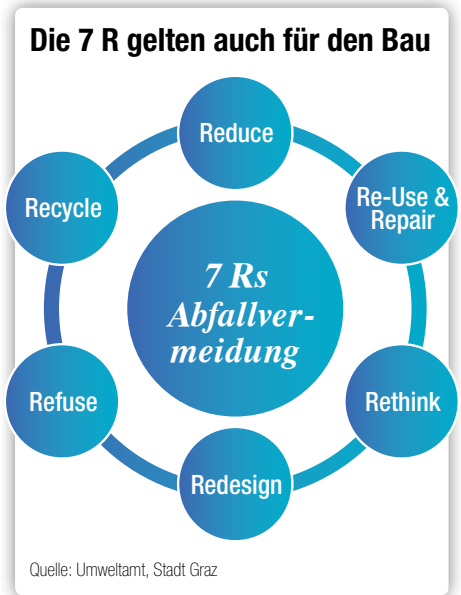 Die 7 R gelten auch für den Bau
Reduce
Re-Use &
Repair
Rethink
Redesign
Refuse
Recycle
7 Rs
Abfallver-
meidung
Quelle: Umweltamt, Stadt Graz